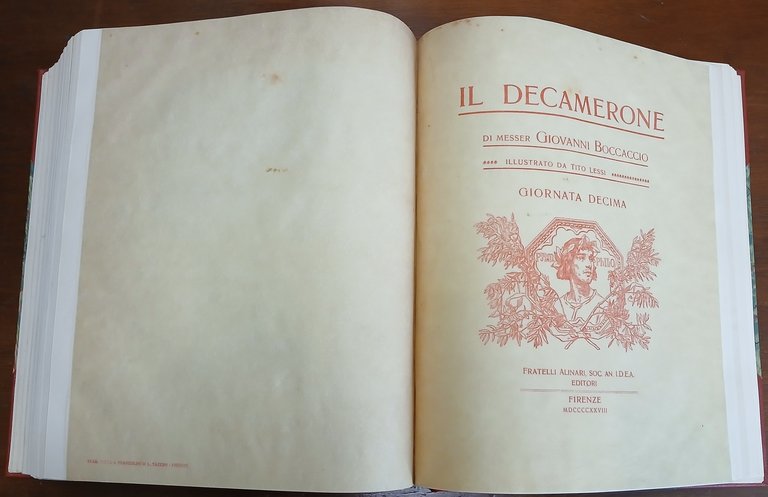 IL DECAMERONE
DI MESSER GIOVANNI BOCCACCIO
ILLUSTRATO DA TITO LESSI
GIORNATA DECIMA
FRATELLI ALINARI, SOC. AN. I.D.E.A.
EDITORI
FIRENZE
MDCCCCXXVIII